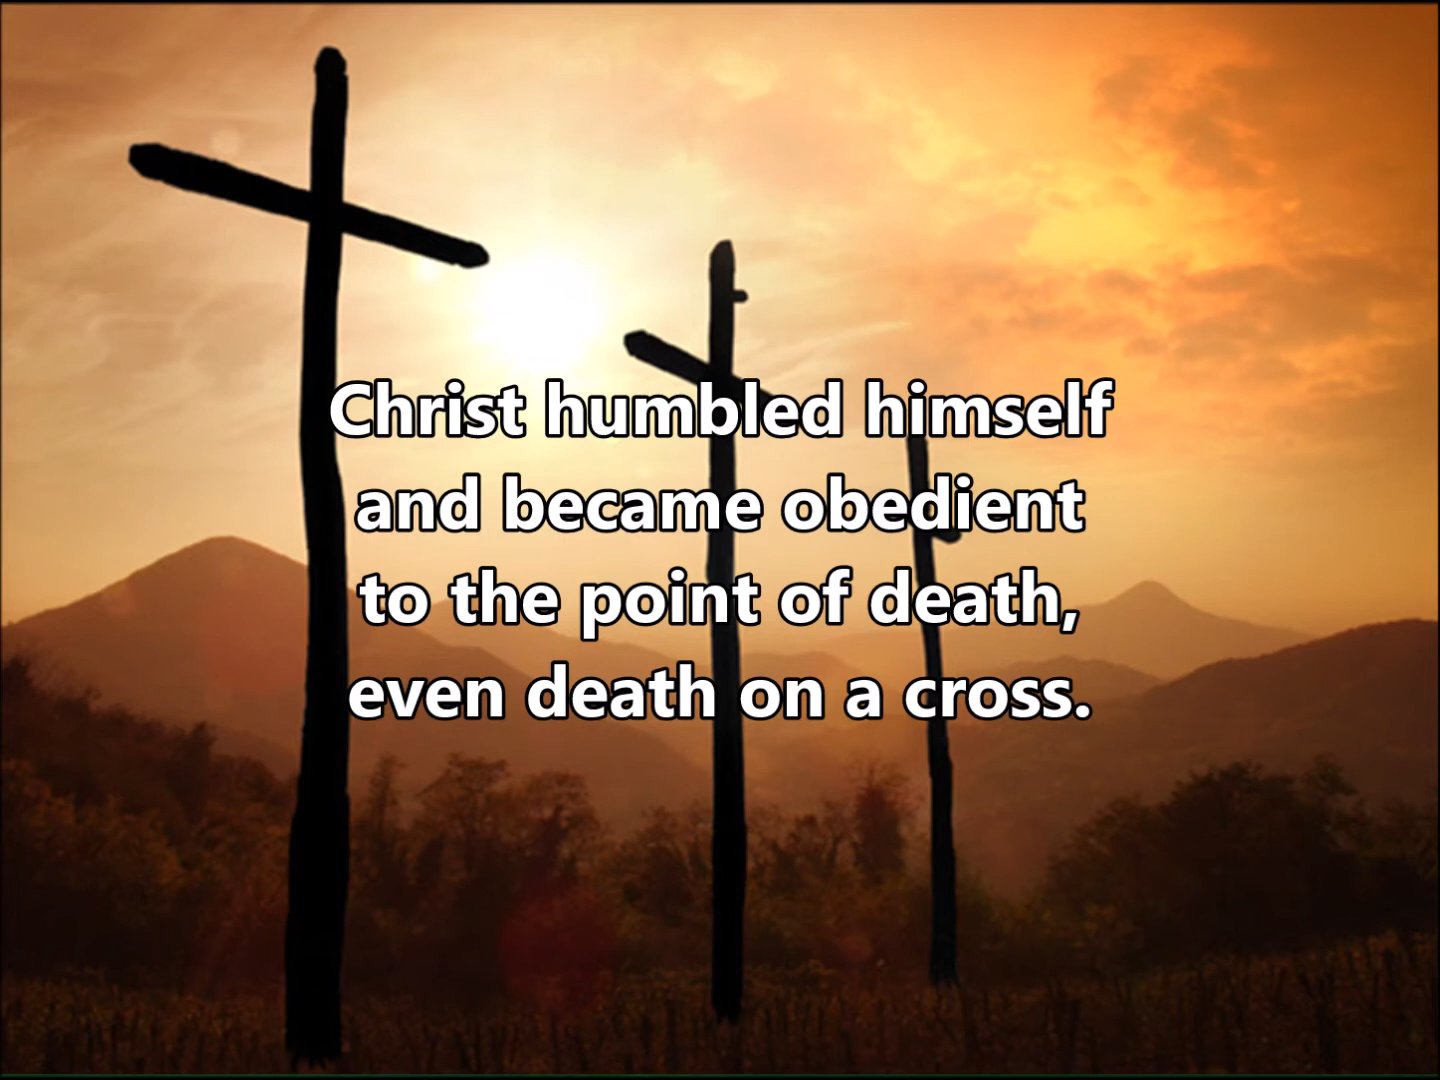 Christ humbled himself
and became obedient
to the point of death,
even death on a cross.